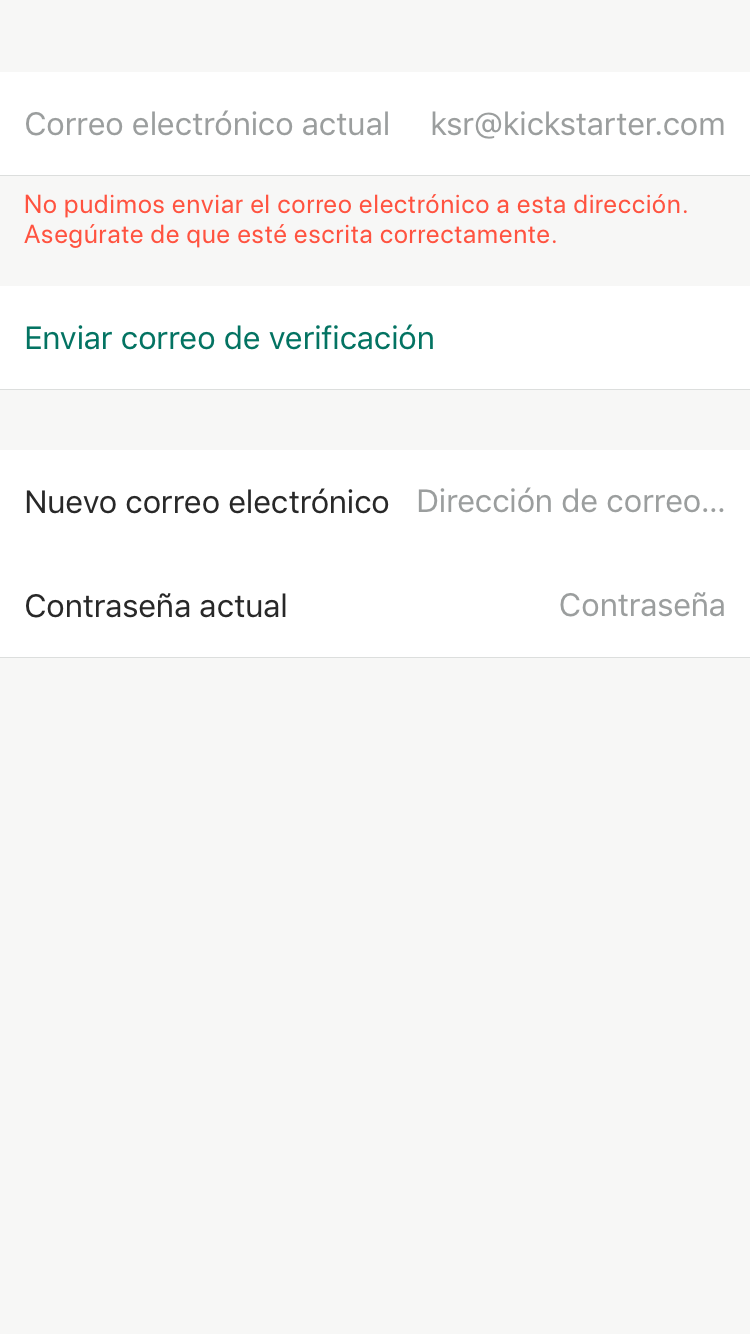 Correo electrónico actual ksr@kickstarter.com
No pudimos enviar el correo electrónico a esta dirección.
Asegúrate de que esté escrita correctamente.
Enviar correo de verificación
Nuevo correo electrónico Dirección de correo...
Contraseña actual Contraseña